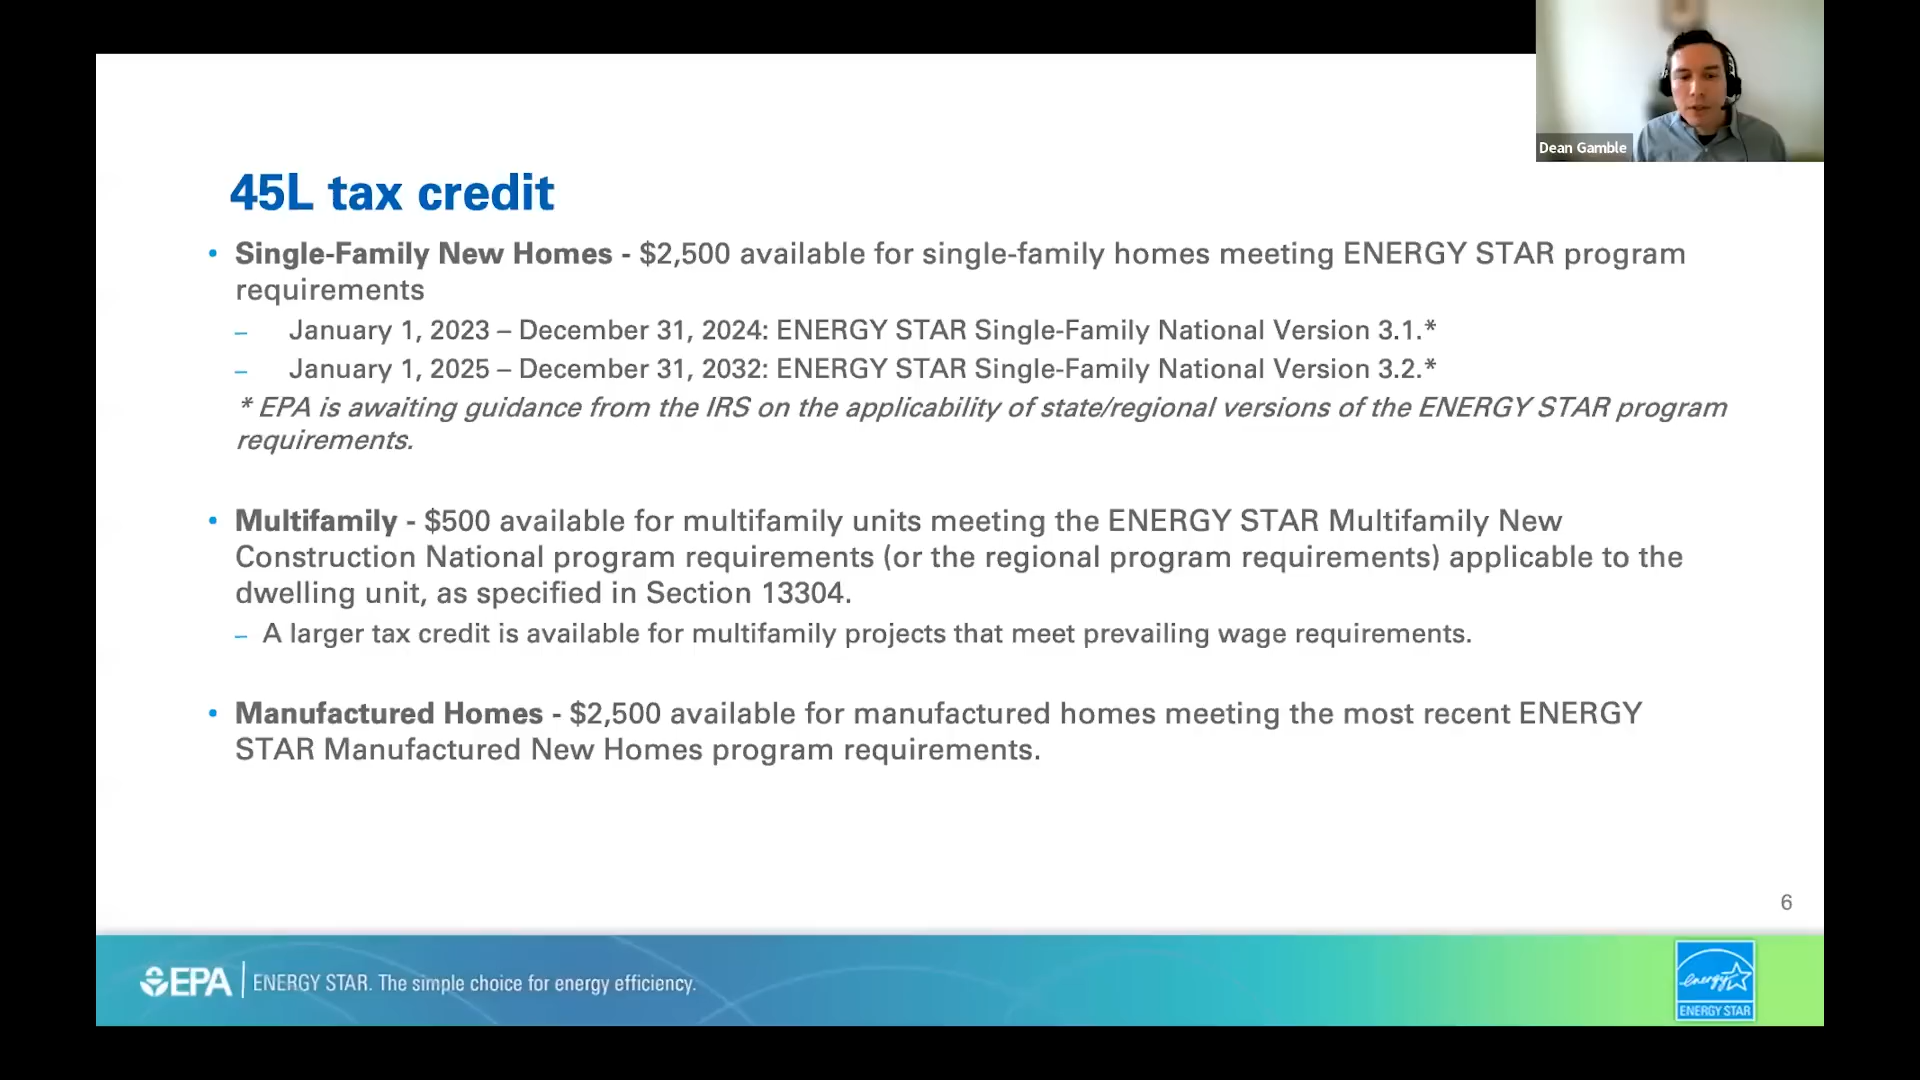 Dean Gamble
45L tax credit
• Single-Family New Homes - $2,500 available for single-family homes meeting ENERGY STAR program
requirements
– January 1, 2023 – December 31, 2024: ENERGY STAR Single-Family National Version 3.1.*
– January 1, 2025 – December 31, 2032: ENERGY STAR Single-Family National Version 3.2.*
* EPA is awaiting guidance from the IRS on the applicability of state/regional versions of the ENERGY STAR program
requirements.
• Multifamily - $500 available for multifamily units meeting the ENERGY STAR Multifamily New
Construction National program requirements (or the regional program requirements) applicable to the
dwelling unit, as specified in Section 13304.
– A larger tax credit is available for multifamily projects that meet prevailing wage requirements.
• Manufactured Homes - $2,500 available for manufactured homes meeting the most recent ENERGY
STAR Manufactured New Homes program requirements.
6
EPA | ENERGY STAR. The simple choice for energy efficiency.
energy
ENERGY STAR